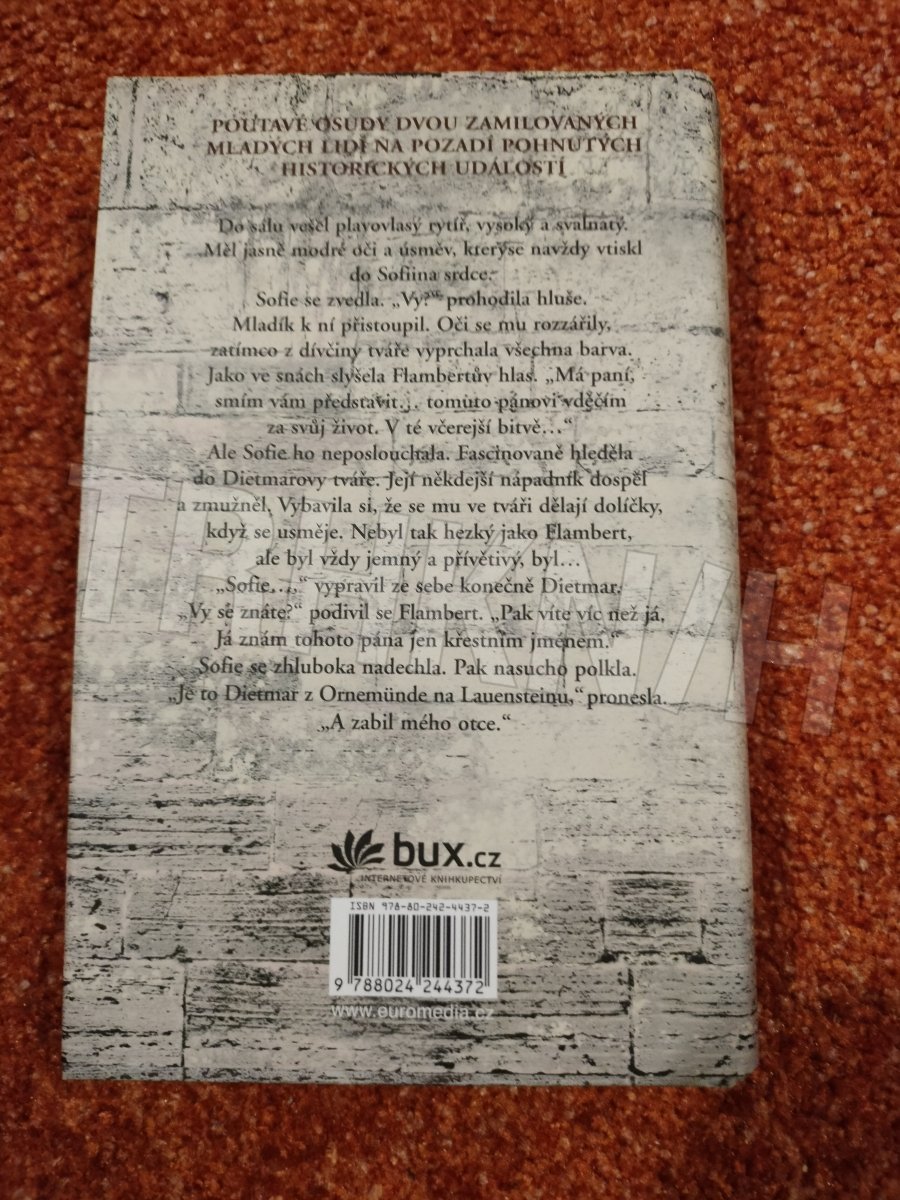 POUTAVÉ OSUDY DVOU ZAMILOVANÝCH
MLADÝCH LIDÍ NA POZADÍ POHNUTÝCH
HISTORICKÝCH UDÁLOSTÍ
Do sálu vešel plavovlasý rytíř, vysoký a svalnatý.
Měl jasně modré oči a úsměv, kterýse navždy vtiskl
do Sofiina srdce.
Sofie se zvedla. „Vy?“ prohodila hluše.
Mladík k ní přistoupil. Oči se mu rozzářily,
zatímco z dívčiny tváře vyprchala všechna barva.
Jako ve snách slyšela Flambertův hlas. „Má paní,
smím vám představit… tomuto pánovi vděčím
za svůj život. V té včerejší bitvě…“
Ale Sofie ho neposlouchala. Fascinovaně hleděla
do Dietmarovy tváře. Její někdejší nápadník dospěl
a zmužněl. Vybavila si, že se mu ve tváři dělají dolíčky,
když se usměje. Nebyl tak hezký jako Flambert,
ale byl vždy jemný a přívětivý, byl…
„Sofie…,“ vypravil ze sebe konečně Dietmar.
„Vy se znáte?“ podivil se Flambert. „Pak víte víc než já,
Já znám tohoto pána jen křestním jménem.“
Sofie se zhluboka nadechla. Pak nasucho polkla.
„Je to Dietmar z Ornemünde na Lauensteinu,“ pronesla.
„A zabil mého otce.“
bux.cz
INTERNETOVÉ KNIHKUPECTVÍ
ISBN 978-80-242-4437-2
9 788024 244372
www.euromedia.cz